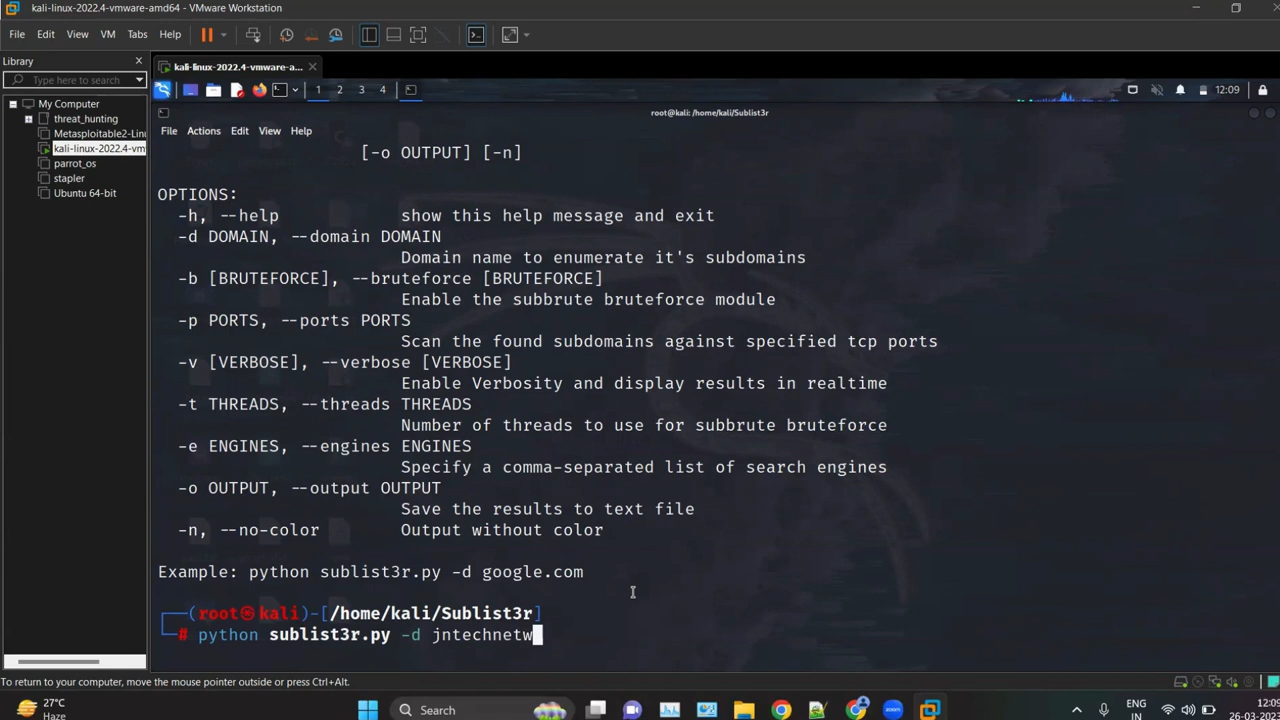 kali-linux-2022.4-vmware-amd64 - VMware Workstation
File Edit View VM Tabs Help
Library
Type here to search
kali-linux-2022.4-vmware-a...
My Computer
threat_hunting
Metasploitable2-Linu
kali-linux-2022.4-vm
parrot_os
stapler
Ubuntu 64-bit
1 2 3 4
12:09
root@kali: /home/kali/Sublist3r
File Actions Edit View Help
[-o OUTPUT] [-n]
OPTIONS:
-h, --help show this help message and exit
-d DOMAIN, --domain DOMAIN
Domain name to enumerate it's subdomains
-b [BRUTEFORCE], --bruteforce [BRUTEFORCE]
Enable the subbrute bruteforce module
-p PORTS, --ports PORTS
Scan the found subdomains against specified tcp ports
-v [VERBOSE], --verbose [VERBOSE]
Enable Verbosity and display results in realtime
-t THREADS, --threads THREADS
Number of threads to use for subbrute bruteforce
-e ENGINES, --engines ENGINES
Specify a comma-separated list of search engines
-o OUTPUT, --output OUTPUT
Save the results to text file
-n, --no-color Output without color
Example: python sublist3r.py -d google.com
(root㉿kali)-[/home/kali/Sublist3r]
# python sublist3r.py -d jntechnetw
To return to your computer, move the mouse pointer outside or press Ctrl+Alt.
27°C
Haze
Search
ENG
IN
12:09
26-03-2023